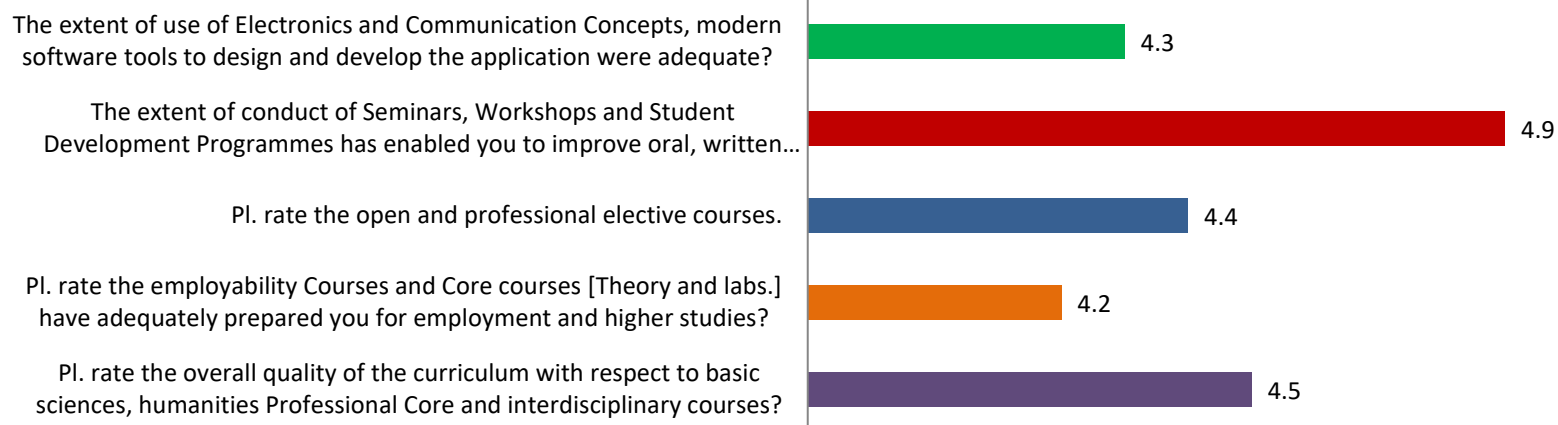 The extent of use of Electronics and Communication Concepts, modern
software tools to design and develop the application were adequate?
4.3
The extent of conduct of Seminars, Workshops and Student
Development Programmes has enabled you to improve oral, written…
4.9
Pl. rate the open and professional elective courses.
4.4
Pl. rate the employability Courses and Core courses [Theory and labs.]
have adequately prepared you for employment and higher studies?
4.2
Pl. rate the overall quality of the curriculum with respect to basic
sciences, humanities Professional Core and interdisciplinary courses?
4.5